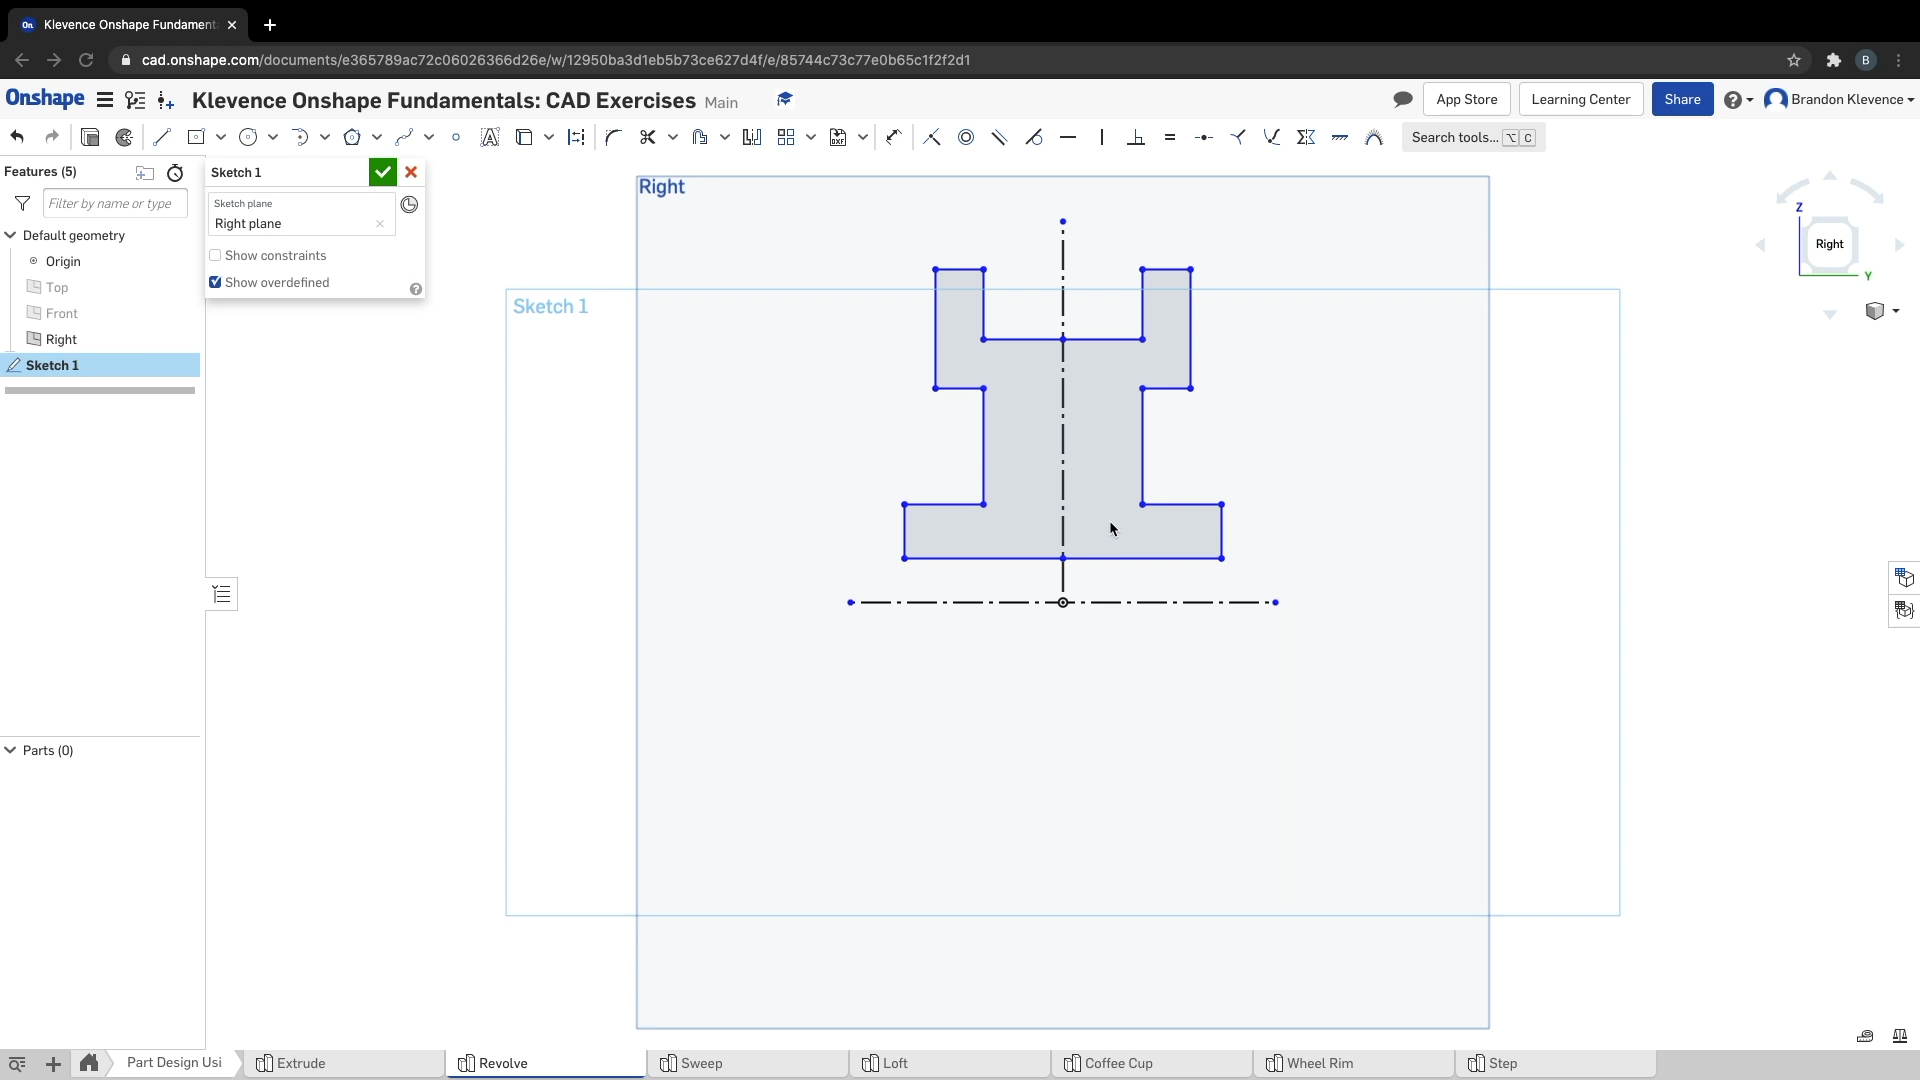 Klevence Onshape Fundament
cad.onshape.com/documents/e365789ac72c06026366d26e/w/12950ba3d1eb5b73ce627d4f/e/85744c73c77e0b65c1f2f2d1
B
Onshape
Klevence Onshape Fundamentals: CAD Exercises Main
App Store
Learning Center
Share
Brandon Klevence
Search tools... ⌥ C
Features (5)
Filter by name or type
Default geometry
Origin
Top
Front
Right
Sketch 1
Parts (0)
Sketch 1
Sketch plane
Right plane
Show constraints
Show overdefined
Right
Sketch 1
Z
Right
Y
Part Design Usi
Extrude
Revolve
Sweep
Loft
Coffee Cup
Wheel Rim
Step